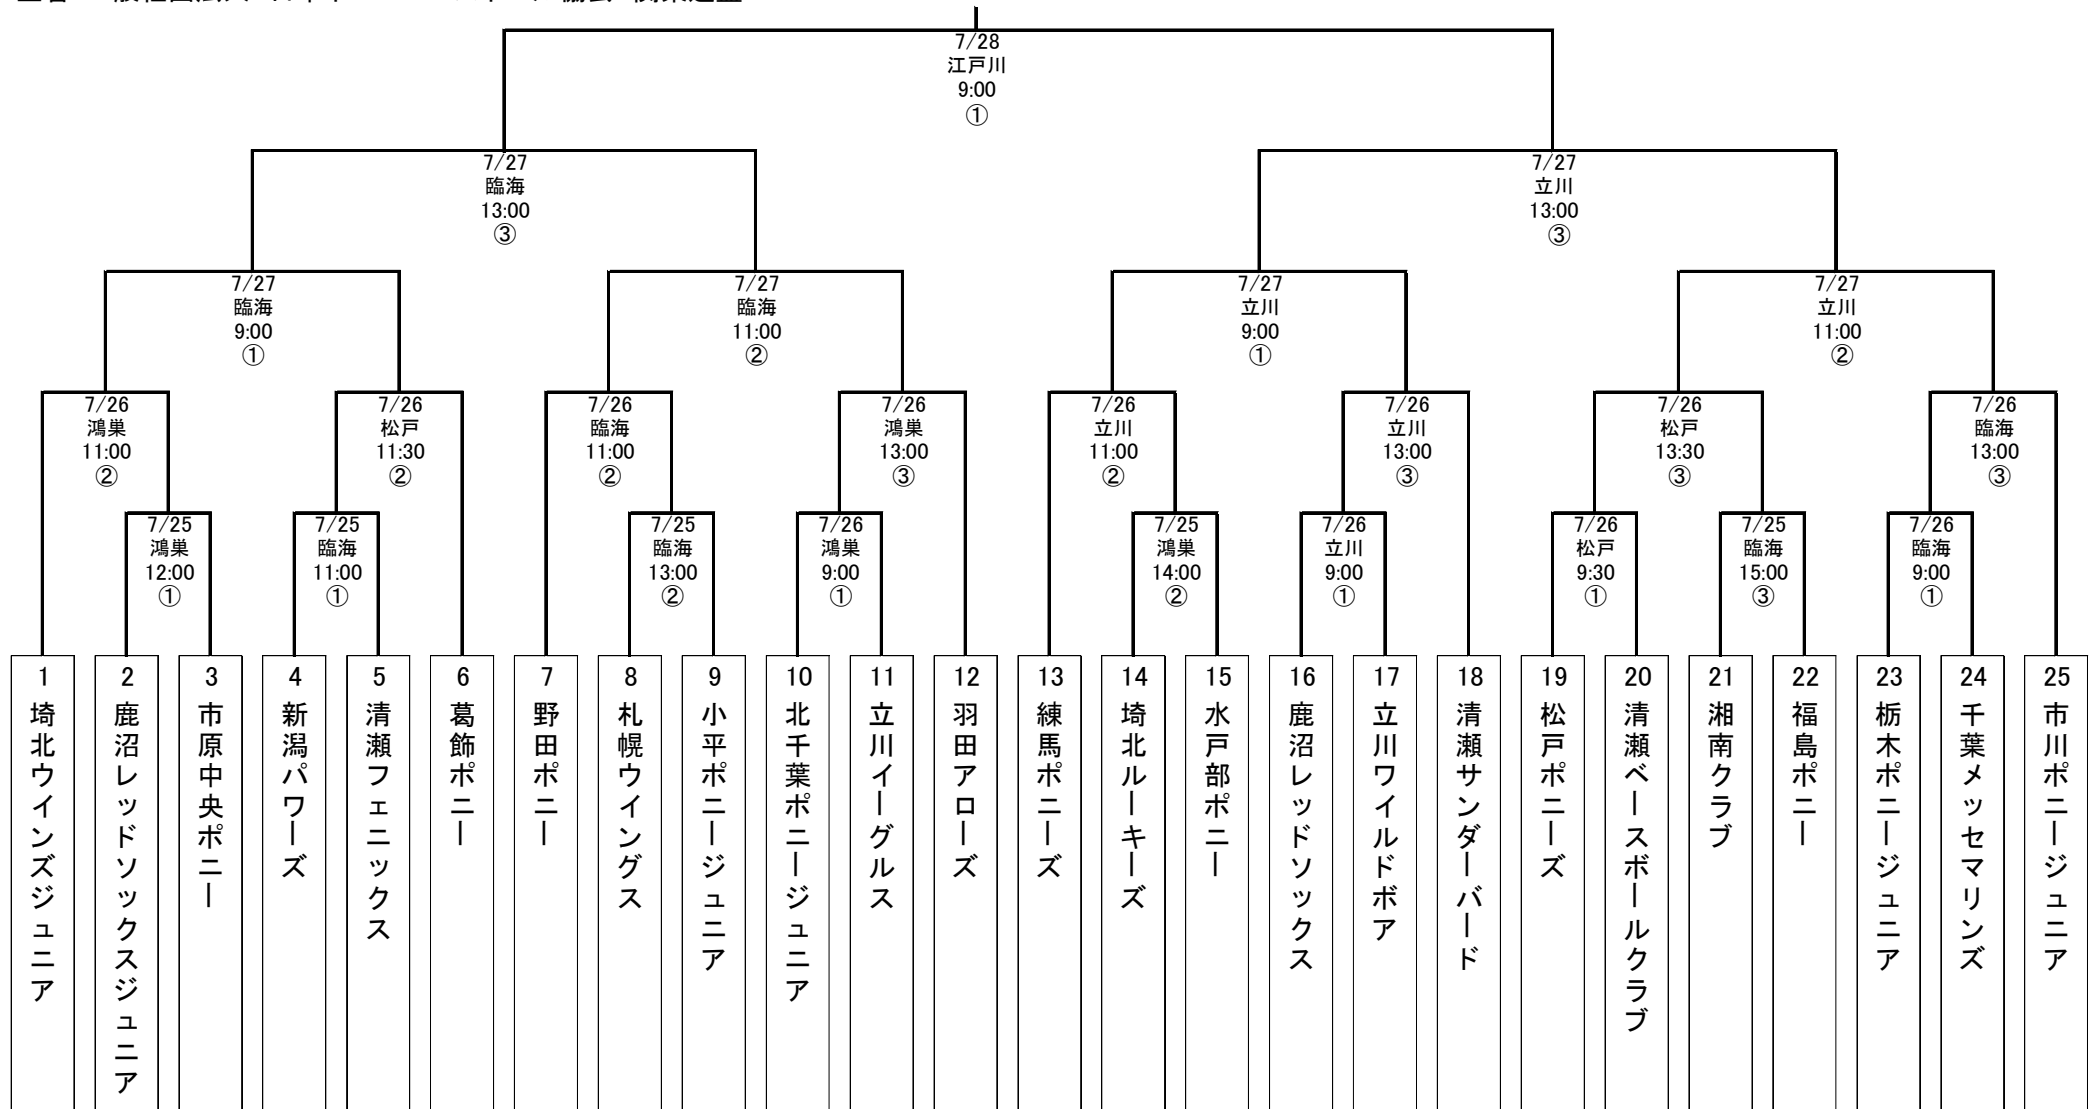 7/28
江戸川
9:00
①
7/27
臨海
13:00
③
7/27
立川
13:00
③
7/27
臨海
9:00
①
7/27
臨海
11:00
②
7/27
立川
9:00
①
7/27
立川
11:00
②
7/26
鴻巣
11:00
②
7/26
松戸
11:30
②
7/26
臨海
11:00
②
7/26
鴻巣
13:00
③
7/26
立川
11:00
②
7/26
立川
13:00
③
7/26
松戸
13:30
③
7/26
臨海
13:00
③
7/25
鴻巣
12:00
①
7/25
臨海
11:00
①
7/25
臨海
13:00
②
7/26
鴻巣
9:00
①
7/25
鴻巣
14:00
②
7/26
立川
9:00
①
7/26
松戸
9:30
①
7/25
臨海
15:00
③
7/26
臨海
9:00
①
1
埼北ウインズジュニア
2
鹿沼レッドソックスジュニア
3
市原中央ポニー
4
新潟パワーズ
5
清瀬フェニックス
6
葛飾ポニー
7
野田ポニー
8
札幌ウイングス
9
小平ポニージュニア
10
北千葉ポニージュニア
11
立川イーグルス
12
羽田アローズ
13
練馬ポニーズ
14
埼北ルーキーズ
15
水戸部ポニー
16
鹿沼レッドソックス
17
立川ワイルドボア
18
清瀬サンダーバード
19
松戸ポニーズ
20
清瀬ベースボールクラブ
21
湘南クラブ
22
福島ポニー
23
栃木ポニージュニア
24
千葉メッセマリンズ
25
市川ポニージュニア